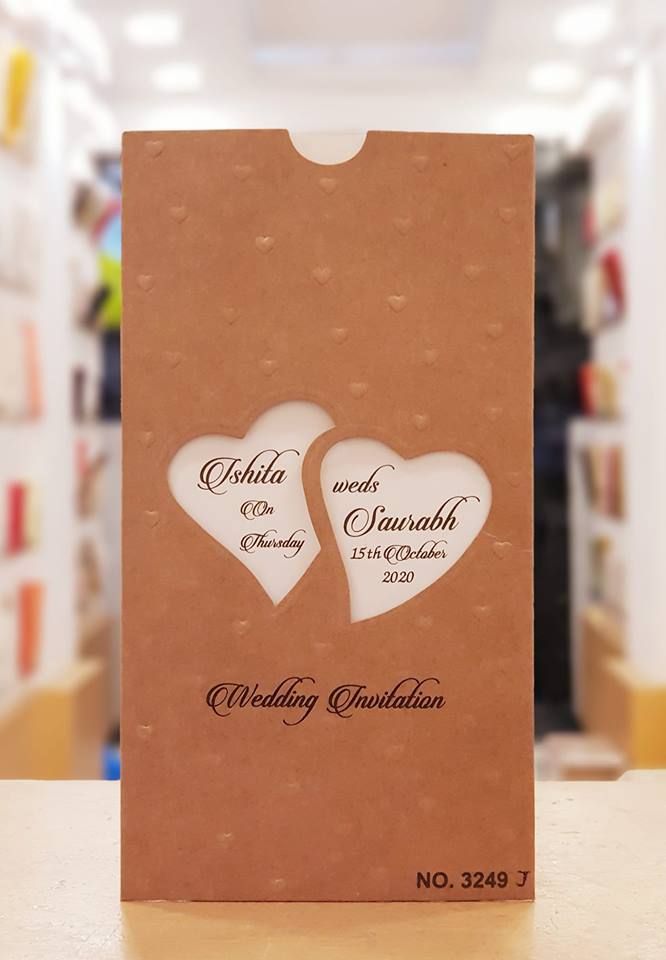 Ishita
On
Thursday
weds
Saurabh
15th October
2020
Wedding Invitation
NO. 3249 J